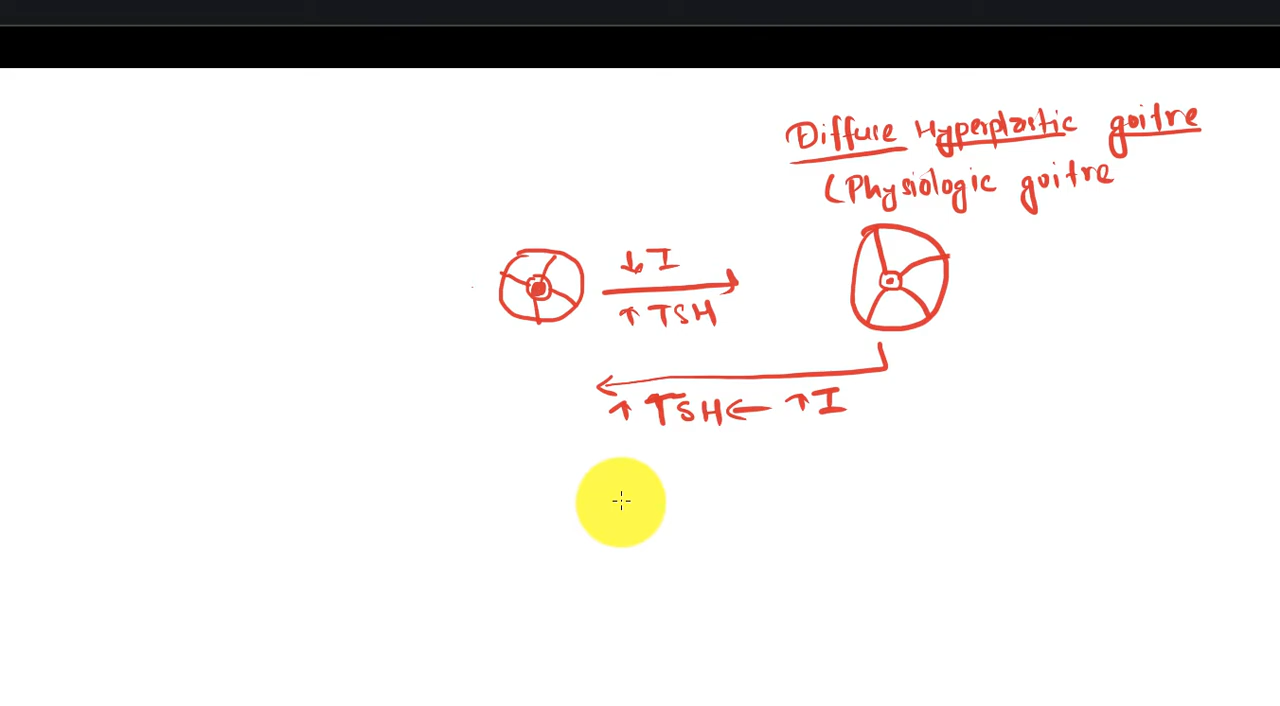 Diffuse Hyperplastic goitre
(Physiologic goitre
↓ I
↑ TSH
↑ TSH ← ↑ I